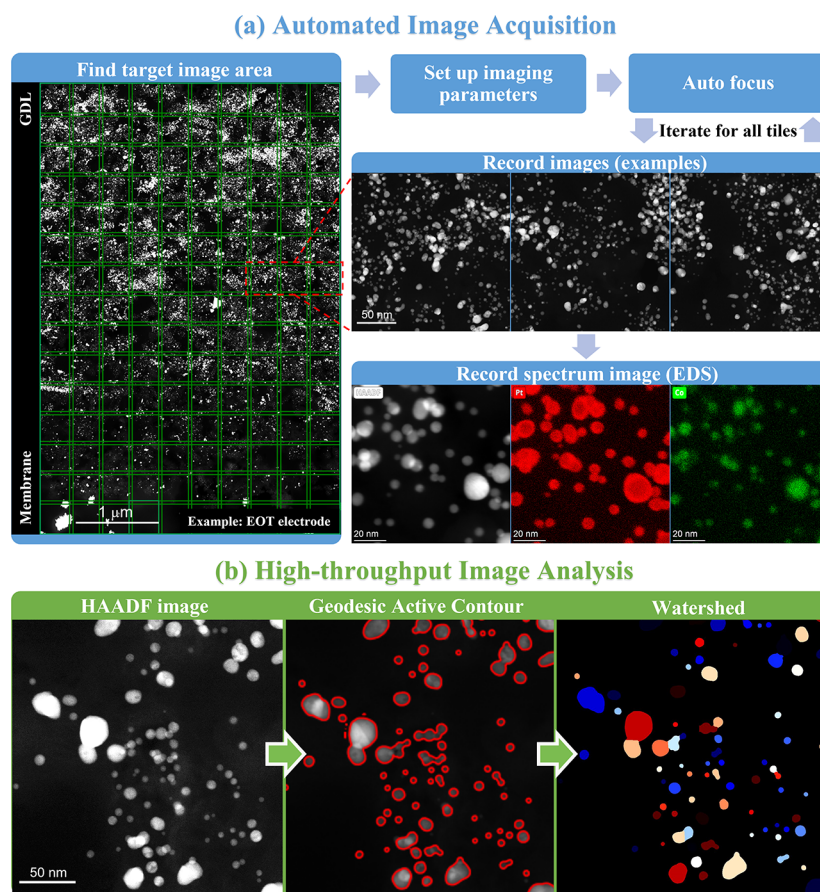 (a) Automated Image Acquisition
Find target image area
GDL
Membrane
1 μm
Example: EOT electrode
Set up imaging
parameters
Auto focus
Iterate for all tiles
Record images (examples)
50 nm
Record spectrum image (EDS)
HAADF
20 nm
Pt
20 nm
Co
20 nm
(b) High-throughput Image Analysis
HAADF image
50 nm
Geodesic Active Contour
Watershed